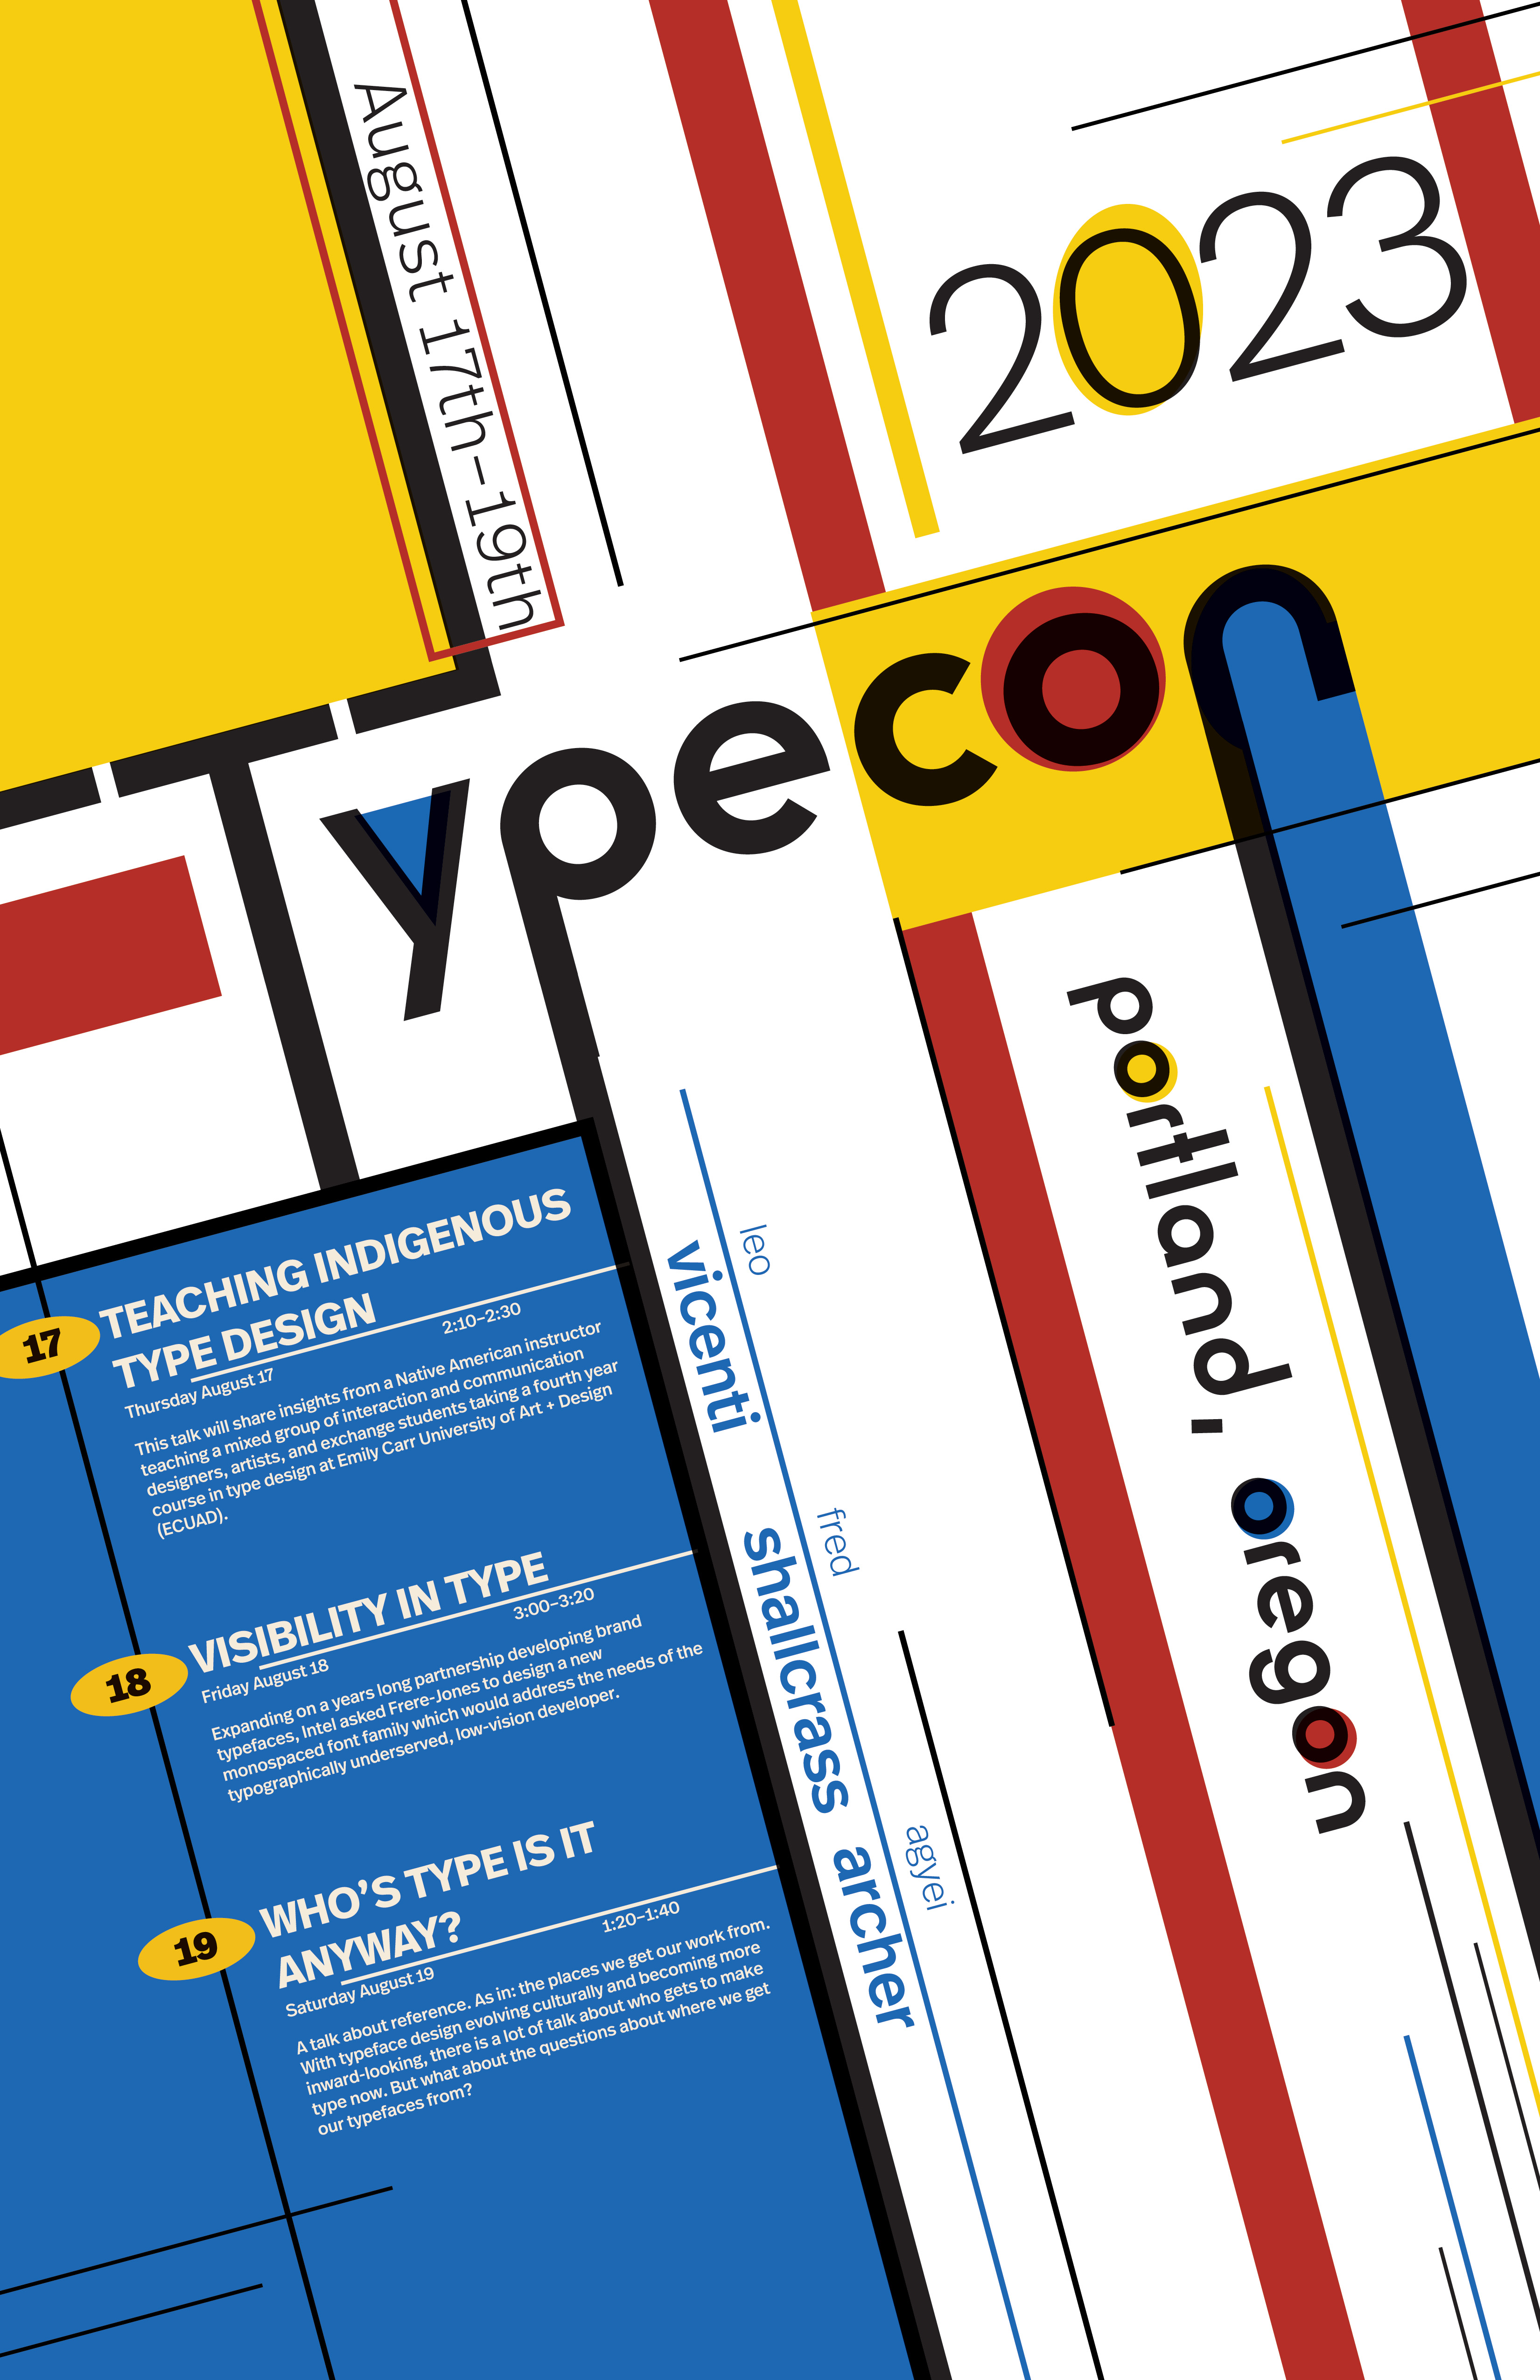 August 17th–19th
2023
Typecon
portland, oregon
17
TEACHING INDIGENOUS
TYPE DESIGN
2:10–2:30
Thursday August 17
This talk will share insights from a Native American instructor
teaching a mixed group of interaction and communication
designers, artists, and exchange students taking a fourth year
course in type design at Emily Carr University of Art + Design
(ECUAD).
leo
vicenti
18
VISIBILITY IN TYPE
3:00–3:20
Friday August 18
Expanding on a years long partnership developing brand
typefaces, Intel asked Frere-Jones to design a new
monospaced font family which would address the needs of the
typographically underserved, low-vision developer.
fred
shallcrass
19
WHO’S TYPE IS IT
ANYWAY?
1:20–1:40
Saturday August 19
A talk about reference. As in: the places we get our work from.
With typeface design evolving culturally and becoming more
inward-looking, there is a lot of talk about who gets to make
type now. But what about the questions about where we get
our typefaces from?
agyei
archer